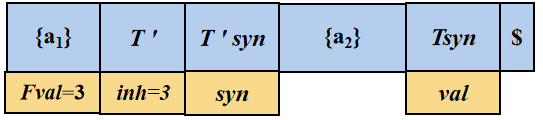 {a₁} T ' T ' syn {a₂} Tsyn $
Fval=3 inh=3 syn val